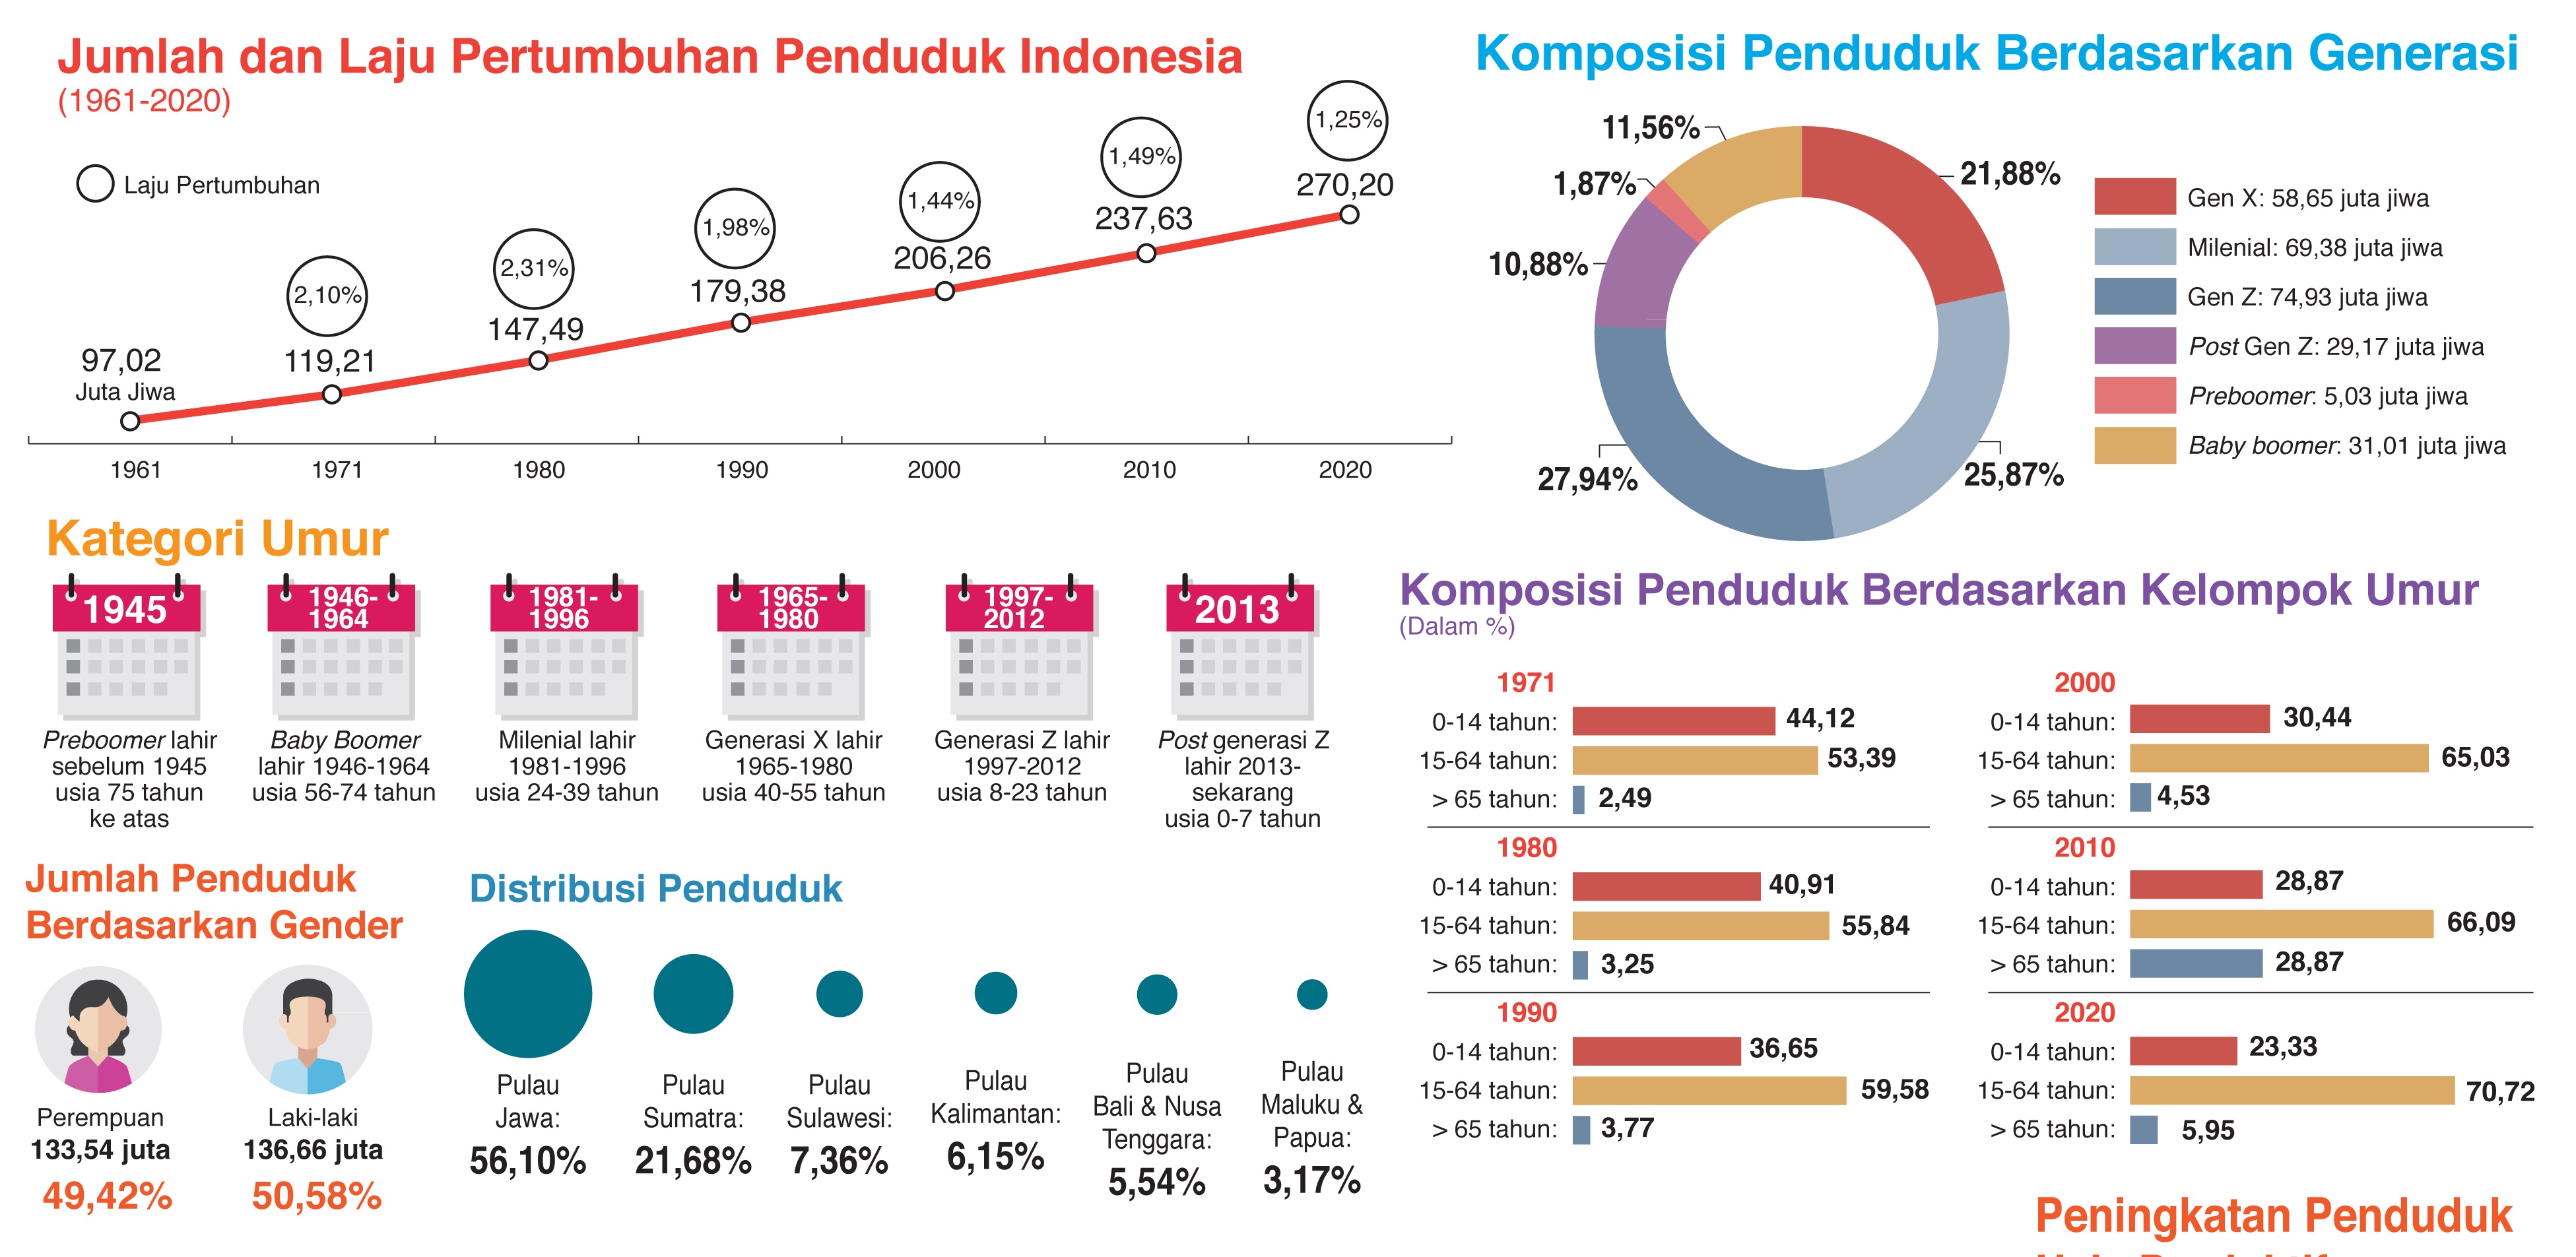 Jumlah dan Laju Pertumbuhan Penduduk Indonesia
(1961-2020)
Laju Pertumbuhan
2,10%
2,31%
1,98%
1,44%
1,49%
1,25%
97,02
Juta Jiwa
119,21
147,49
179,38
206,26
237,63
270,20
1961
1971
1980
1990
2000
2010
2020
Komposisi Penduduk Berdasarkan Generasi
11,56%
1,87%
10,88%
27,94%
21,88%
25,87%
Gen X: 58,65 juta jiwa
Milenial: 69,38 juta jiwa
Gen Z: 74,93 juta jiwa
Post Gen Z: 29,17 juta jiwa
Preboomer: 5,03 juta jiwa
Baby boomer: 31,01 juta jiwa
Kategori Umur
1945
Preboomer lahir
sebelum 1945
usia 75 tahun
ke atas
1946-
1964
Baby Boomer
lahir 1946-1964
usia 56-74 tahun
1981-
1996
Milenial lahir
1981-1996
usia 24-39 tahun
1965-
1980
Generasi X lahir
1965-1980
usia 40-55 tahun
1997-
2012
Generasi Z lahir
1997-2012
usia 8-23 tahun
2013
Post generasi Z
lahir 2013-
sekarang
usia 0-7 tahun
Jumlah Penduduk
Berdasarkan Gender
Perempuan
133,54 juta
49,42%
Laki-laki
136,66 juta
50,58%
Distribusi Penduduk
Pulau
Jawa:
56,10%
Pulau
Sumatra:
21,68%
Pulau
Sulawesi:
7,36%
Pulau
Kalimantan:
6,15%
Pulau
Bali & Nusa
Tenggara:
5,54%
Pulau
Maluku &
Papua:
3,17%
Komposisi Penduduk Berdasarkan Kelompok Umur
(Dalam %)
1971
0-14 tahun: 44,12
15-64 tahun: 53,39
> 65 tahun: 2,49
1980
0-14 tahun: 40,91
15-64 tahun: 55,84
> 65 tahun: 3,25
1990
0-14 tahun: 36,65
15-64 tahun: 59,58
> 65 tahun: 3,77
2000
0-14 tahun: 30,44
15-64 tahun: 65,03
> 65 tahun: 4,53
2010
0-14 tahun: 28,87
15-64 tahun: 66,09
> 65 tahun: 28,87
2020
0-14 tahun: 23,33
15-64 tahun: 70,72
> 65 tahun: 5,95
Peningkatan Penduduk